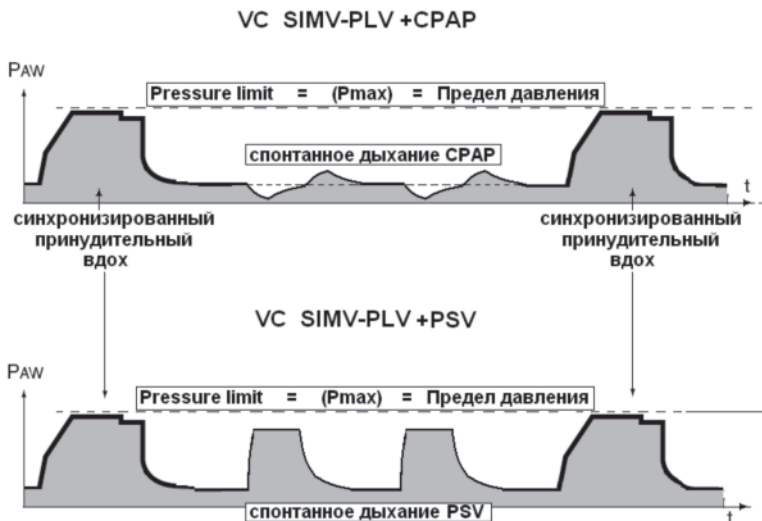 VC SIMV-PLV +CPAP
PAW
Pressure limit = (Pmax) = Предел давления
спонтанное дыхание CPAP
t
синхронизированный
принудительный
вдох
синхронизированный
принудительный
вдох
VC SIMV-PLV +PSV
PAW
Pressure limit = (Pmax) = Предел давления
спонтанное дыхание PSV
t